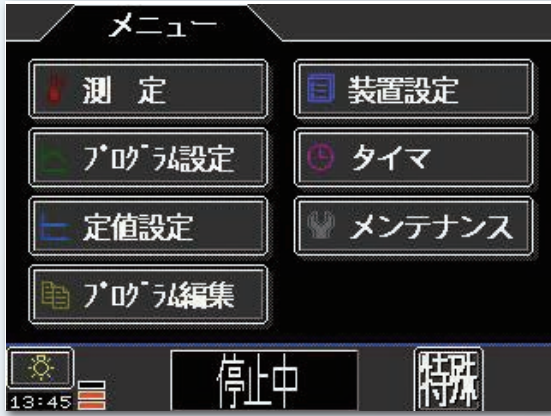 メニュー
測 定
装置設定
プログラム設定
タイマ
定値設定
メンテナンス
プログラム編集
停止中
特殊
13:45